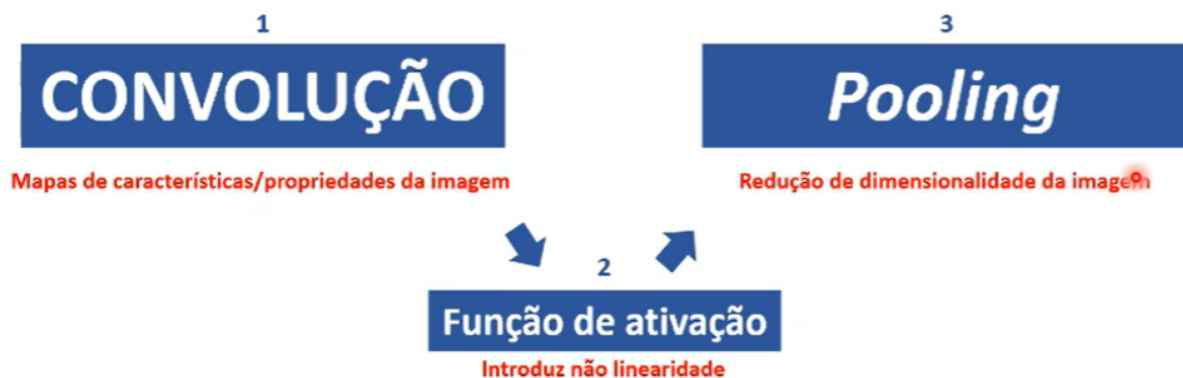 1
CONVOLUÇÃO
Mapas de características/propriedades da imagem
2
Função de ativação
Introduz não linearidade
3
Pooling
Redução de dimensionalidade da imagem